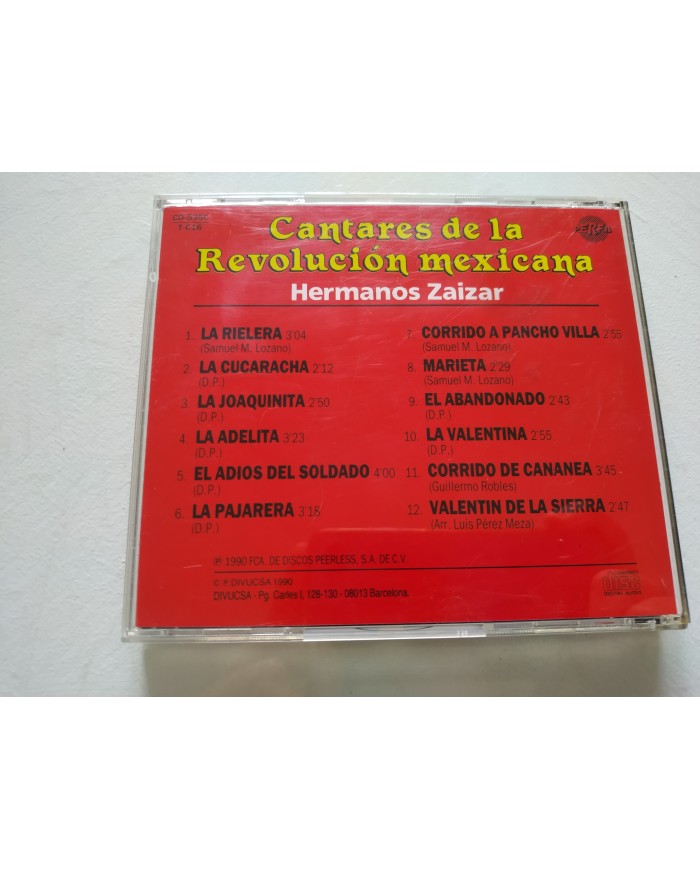 Cantares de la
Revolución mexicana
Hermanos Zaizar
PERFIL
1. LA RIELERA 3'04
(Samuel M. Lozano)
2. LA CUCARACHA 2'12
(D.P.)
3. LA JOAQUINITA 2'50
(D.P.)
4. LA ADELITA 3'23
(D.P.)
5. EL ADIOS DEL SOLDADO 4'00
(D.P.)
6. LA PAJARERA 3'18
(D.P.)
7. CORRIDO A PANCHO VILLA 2'55
(Samuel M. Lozano)
8. MARIETA 2'29
(Samuel M. Lozano)
9. EL ABANDONADO 2'43
(D.P.)
10. LA VALENTINA 2'55
(D.P.)
11. CORRIDO DE CANANEA 3'45
(Guillermo Robles)
12. VALENTIN DE LA SIERRA 2'47
(Arr. Luis Pérez Meza)
℗ 1990 FCA. DE DISCOS PEERLESS, S.A. DE C.V.
DIVUCSA 1990
DIVUCSA - Pg. Carles I, 128-130 - 08013 Barcelona.
DISC
DIGITAL AUDIO